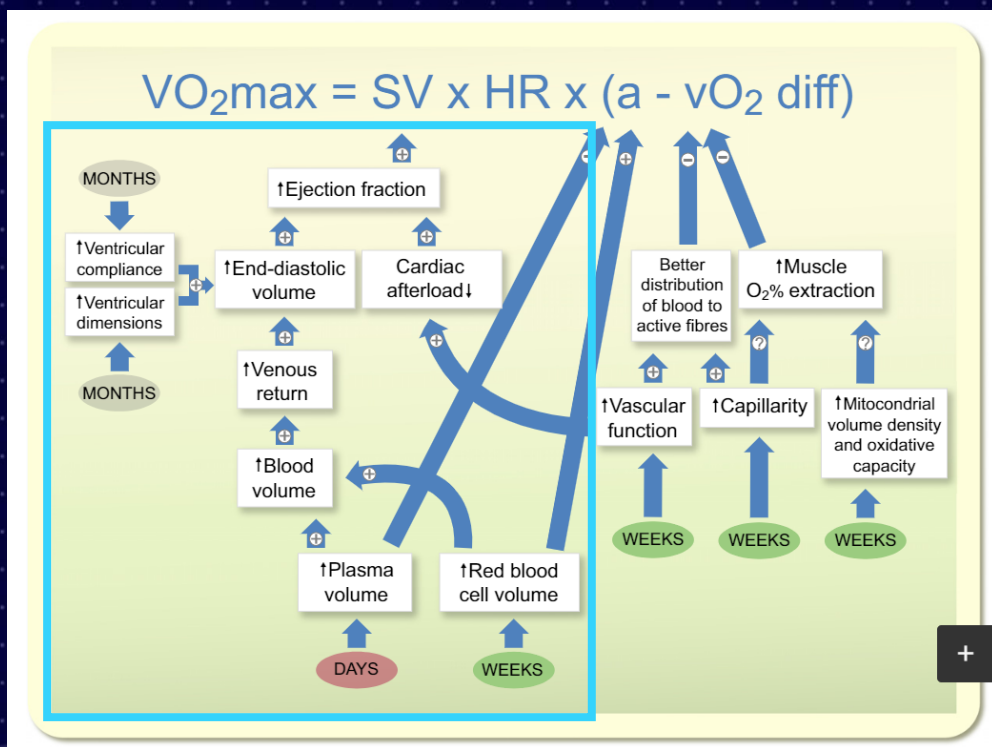 VO₂max = SV x HR x (a - vO₂ diff)
+
-
+
-
-
MONTHS
↑Ejection fraction
+
+
↑Ventricular
compliance
↑Ventricular
dimensions
+
↑End-diastolic
volume
Cardiac
afterload↓
MONTHS
+
+
↑Venous
return
+
↑Blood
volume
+
+
↑Plasma
volume
↑Red blood
cell volume
DAYS
WEEKS
Better
distribution
of blood to
active fibres
↑Muscle
O₂% extraction
+
+
?
?
↑Vascular
function
↑Capillarity
↑Mitocondrial
volume density
and oxidative
capacity
WEEKS
WEEKS
WEEKS
+